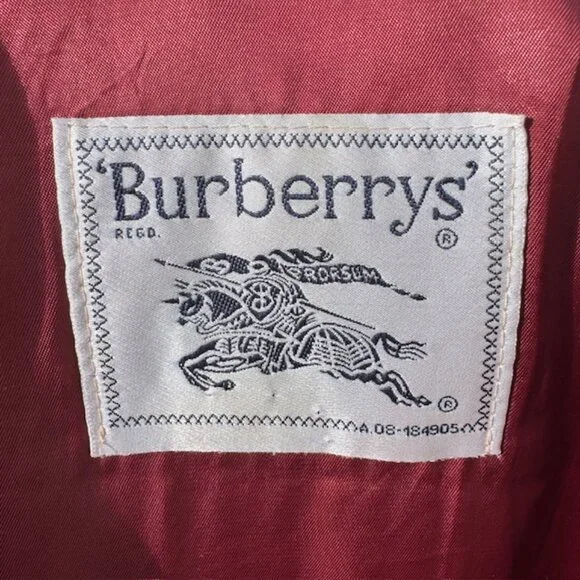 'Burberrys'
REGD. ®
PRORSUM
®
A.08-184905